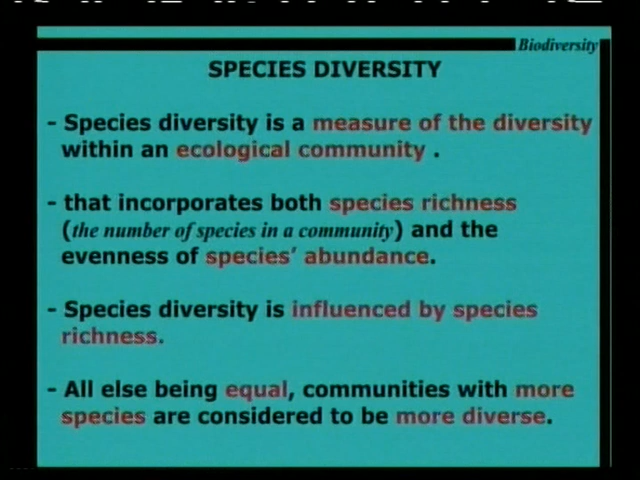 Biodiversity
SPECIES DIVERSITY
- Species diversity is a measure of the diversity
within an ecological community .
- that incorporates both species richness
(the number of species in a community) and the
evenness of species' abundance.
- Species diversity is influenced by species
richness.
- All else being equal, communities with more
species are considered to be more diverse.